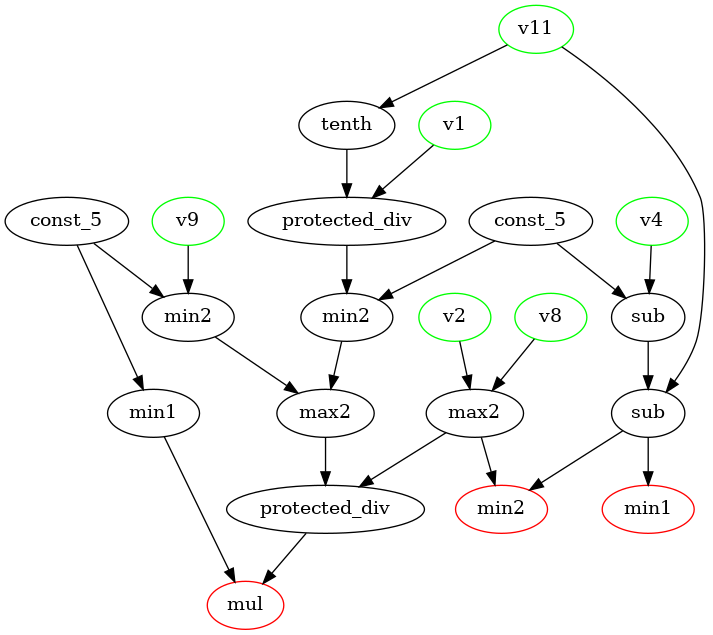 v11
tenth
v1
const_5
v9
protected_div
const_5
v4
min2
min2
v2
v8
sub
min1
max2
max2
sub
protected_div
min2
min1
mul